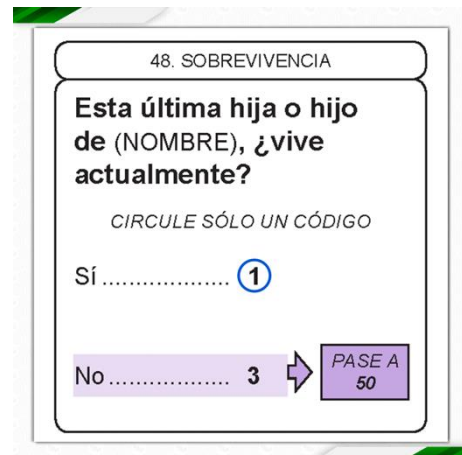 48. SOBREVIVENCIA
Esta última hija o hijo
de (NOMBRE), ¿vive
actualmente?
CIRCULE SÓLO UN CÓDIGO
Sí ................... 1
No .................. 3
PASE A
50